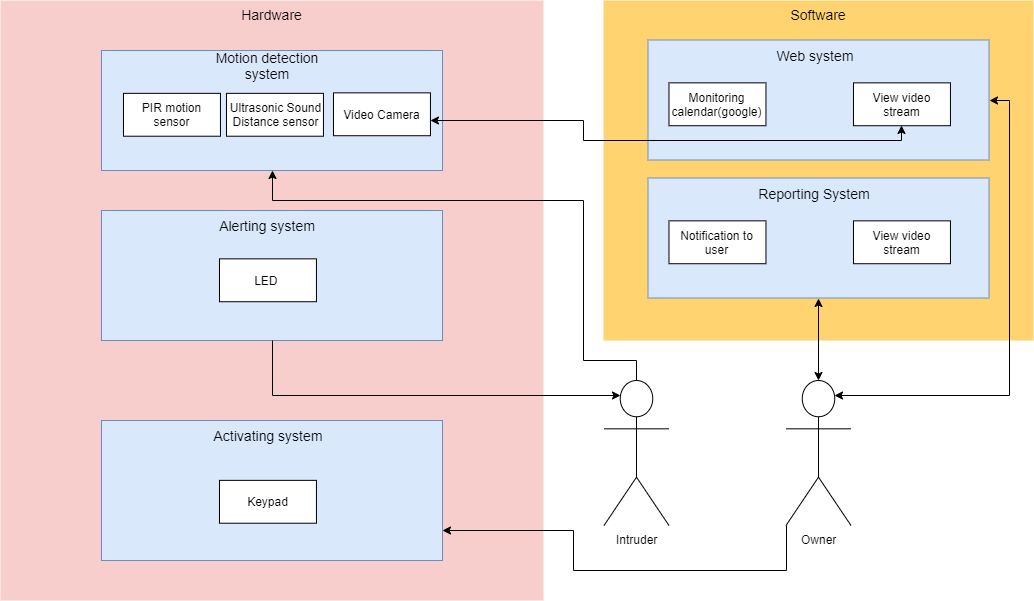 Hardware
Motion detection
system
PIR motion
sensor
Ultrasonic Sound
Distance sensor
Video Camera
Alerting system
LED
Activating system
Keypad
Software
Web system
Monitoring
calendar(google)
View video
stream
Reporting System
Notification to
user
View video
stream
Intruder
Owner